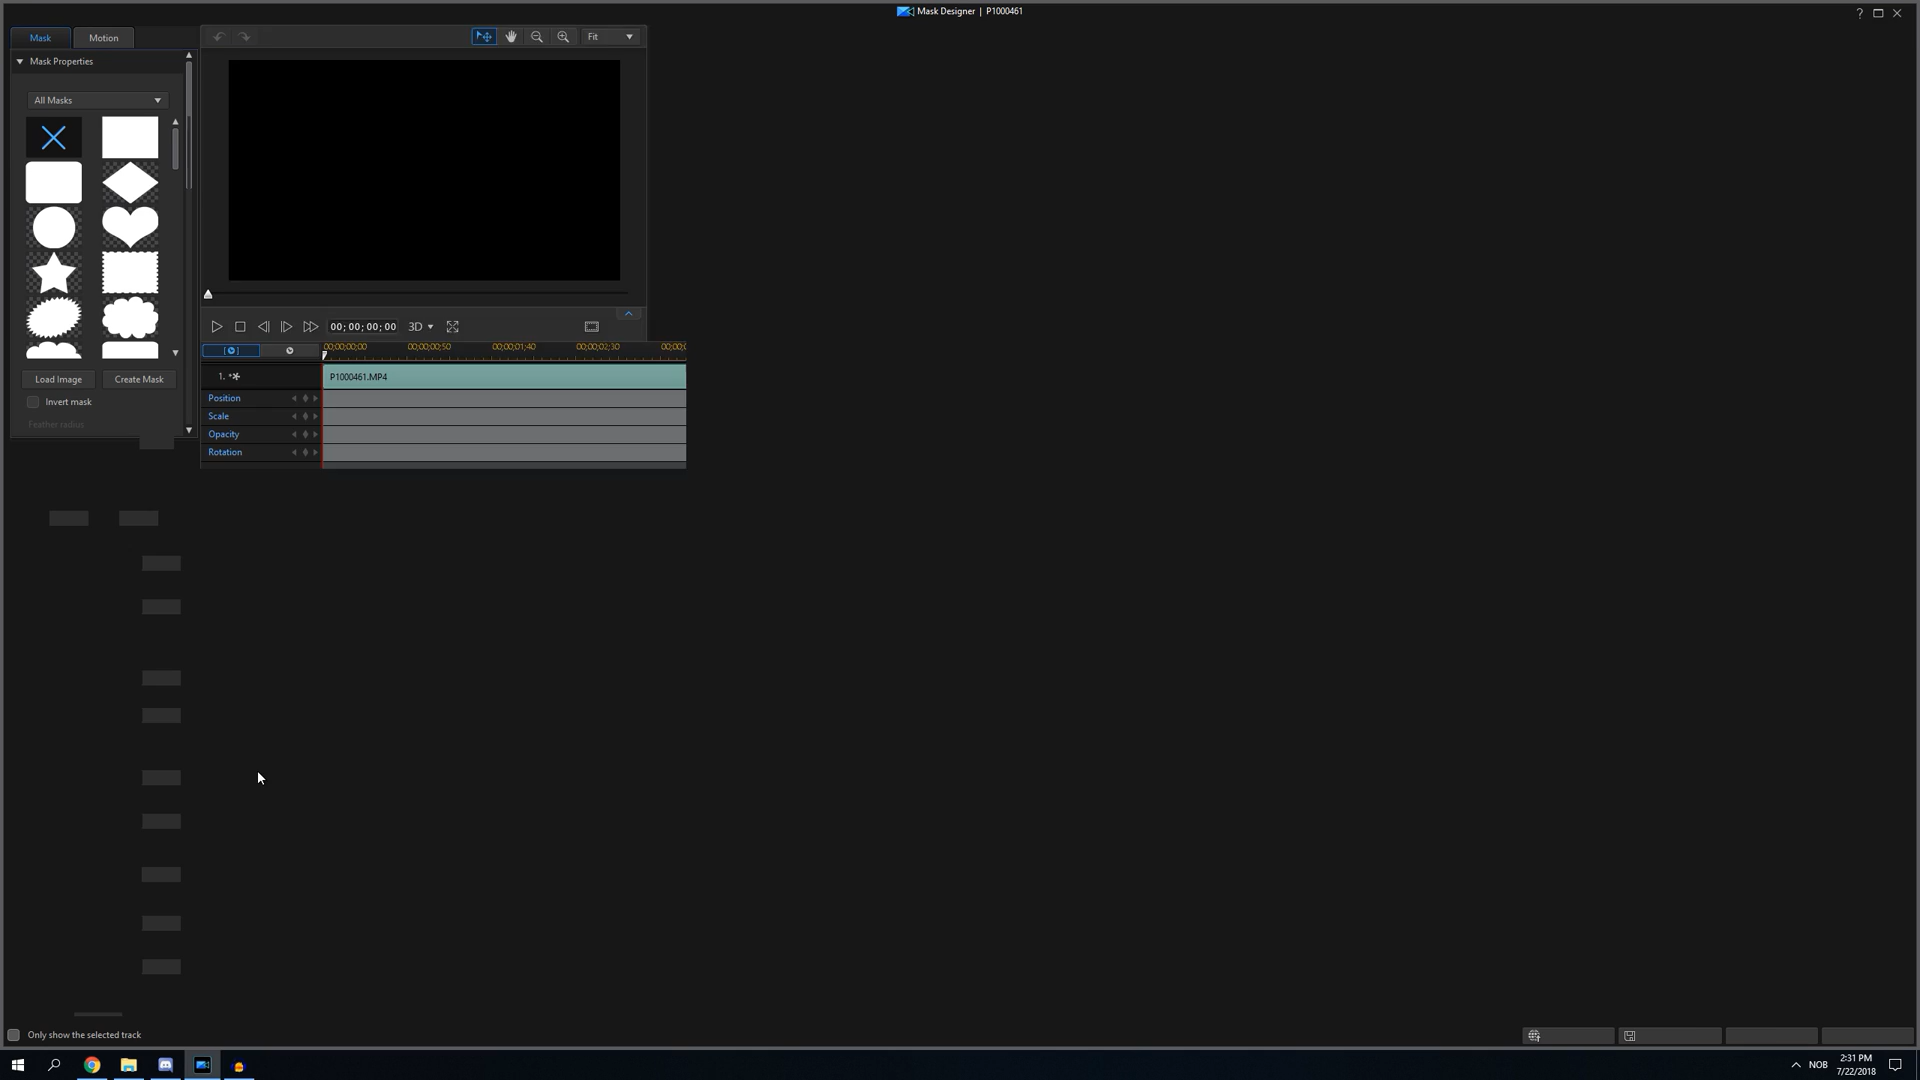 Mask Designer | P1000461
?
Mask
Motion
Mask Properties
All Masks
Fit
00;00;00;00
3D
Load Image
Create Mask
Invert mask
Feather radius
00;00;00;00
00;00;00;50
00;00;01;40
00;00;02;30
1.
P1000461.MP4
Position
Scale
Opacity
Rotation
Only show the selected track
NOB
2:31 PM
7/22/2018